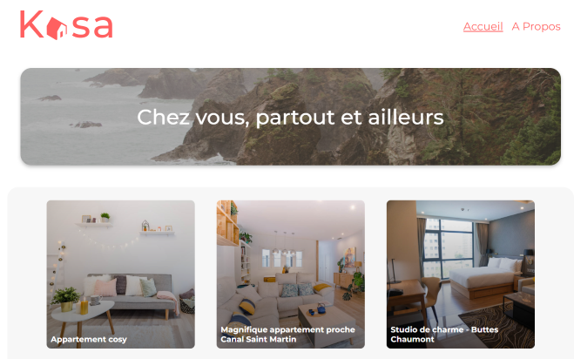 Kasa
Accueil A Propos
Chez vous, partout et ailleurs
Appartement cosy
Magnifique appartement proche
Canal Saint Martin
Studio de charme - Buttes
Chaumont